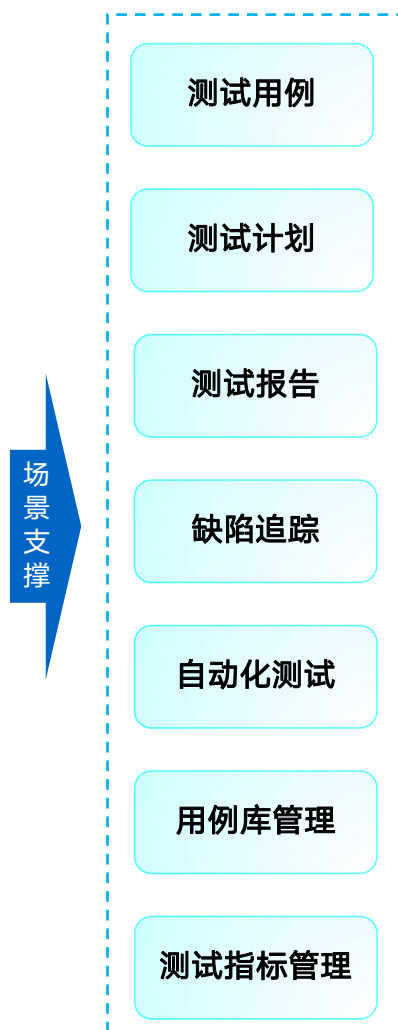 测试用例
测试计划
测试报告
场景支撑
缺陷追踪
自动化测试
用例库管理
测试指标管理